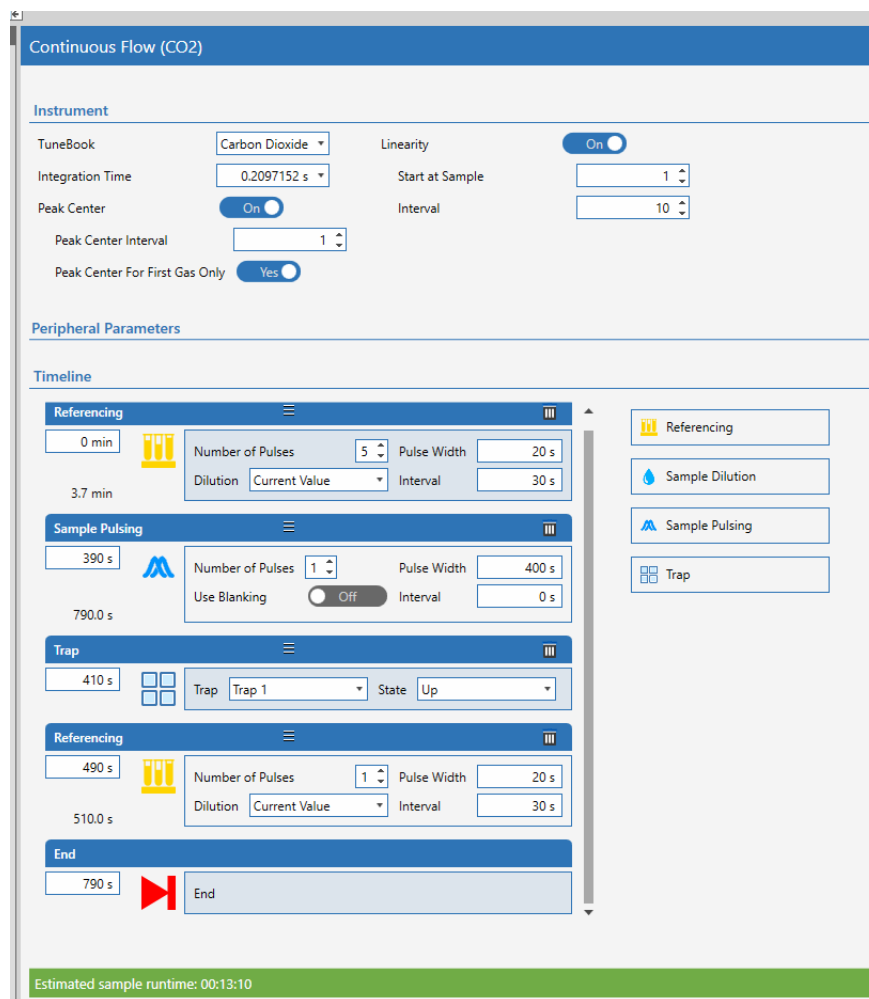 Continuous Flow (CO2)
Instrument
TuneBook Carbon Dioxide Linearity On
Integration Time 0.2097152 s Start at Sample 1
Peak Center On Interval 10
Peak Center Interval 1
Peak Center For First Gas Only Yes
Peripheral Parameters
Timeline
Referencing
0 min
Number of Pulses 5 Pulse Width 20 s
Dilution Current Value Interval 30 s
3.7 min
Sample Pulsing
390 s
Number of Pulses 1 Pulse Width 400 s
Use Blanking Off Interval 0 s
790.0 s
Trap
410 s
Trap Trap 1 State Up
Referencing
490 s
Number of Pulses 1 Pulse Width 20 s
Dilution Current Value Interval 30 s
510.0 s
End
790 s
End
Referencing
Sample Dilution
Sample Pulsing
Trap
Estimated sample runtime: 00:13:10